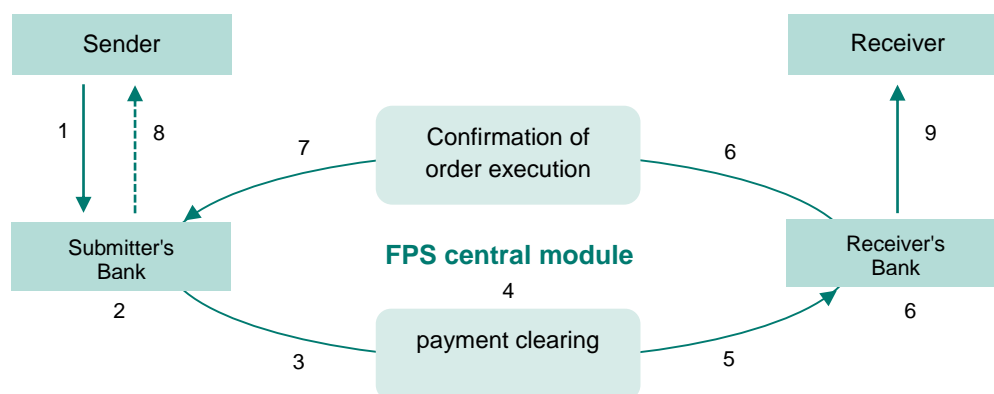 Sender
Receiver
1
8
7
Confirmation of
order execution
6
9
Submitter's
Bank
2
FPS central module
4
Receiver's
Bank
6
3
payment clearing
5